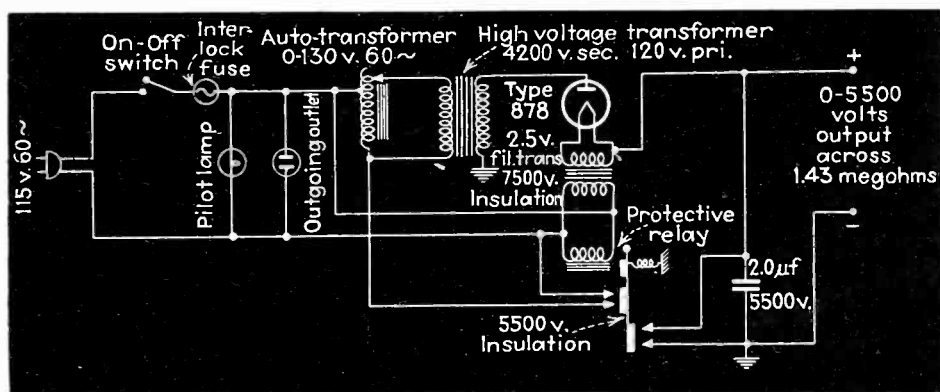 On-Off
switch
Inter-
lock
fuse
Auto-transformer
0-130 v. 60~
High voltage transformer
4200 v. sec. 120 v. pri.
Type
878
2.5v.
fil. trans
7500v.
Insulation
+
0-5500
volts
output
across
1.43 megohms
−
115 v. 60~
Pilot lamp
Outgoing outlet
Protective
relay
2.0μf
5500v.
5500 v.
Insulation